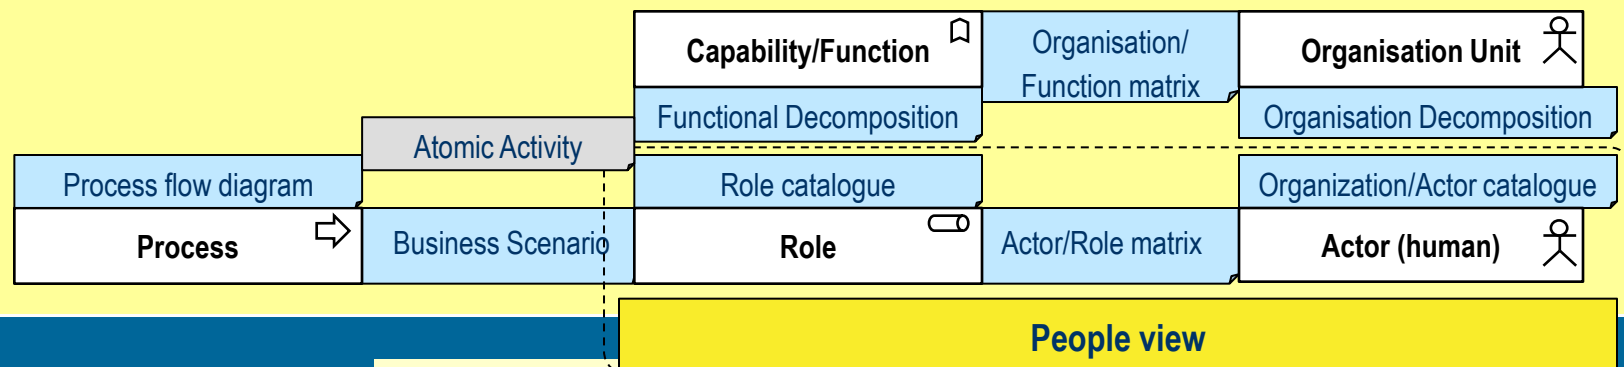 Capability/Function
Organisation/
Function matrix
Organisation Unit
Functional Decomposition
Organisation Decomposition
Atomic Activity
Process flow diagram
Role catalogue
Organization/Actor catalogue
Process
Business Scenario
Role
Actor/Role matrix
Actor (human)
People view